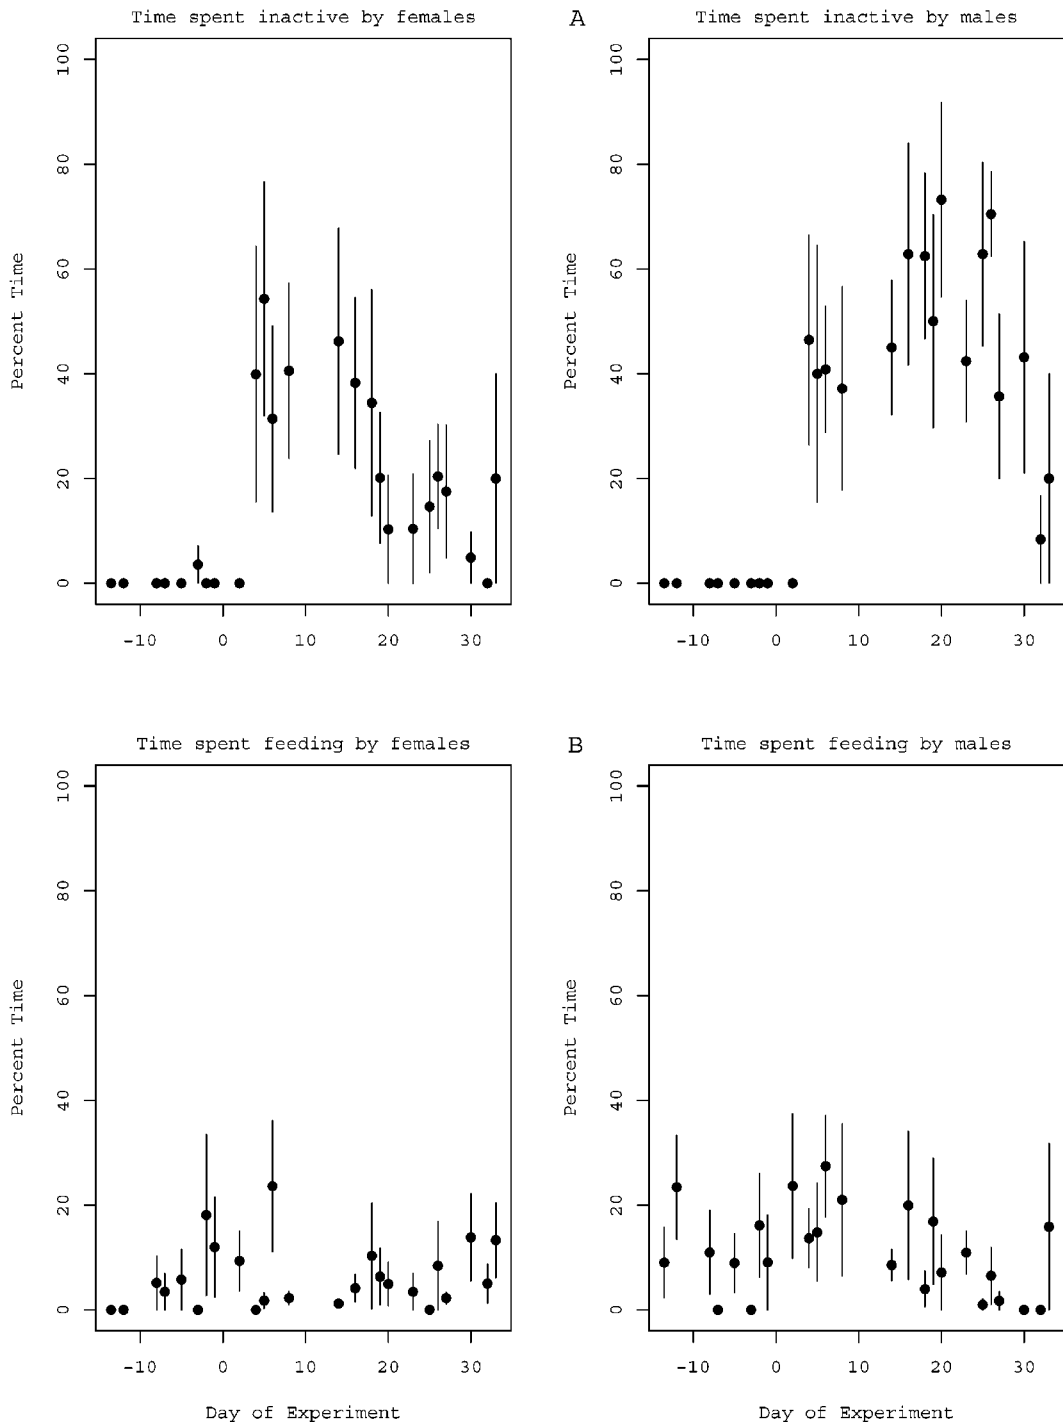 Time spent inactive by females
A
Time spent inactive by males
100
80
60
40
20
0
Percent Time
-10 0 10 20 30
100
80
60
40
20
0
Percent Time
-10 0 10 20 30
Time spent feeding by females
B
Time spent feeding by males
100
80
60
40
20
0
Percent Time
-10 0 10 20 30
Day of Experiment
100
80
60
40
20
0
Percent Time
-10 0 10 20 30
Day of Experiment